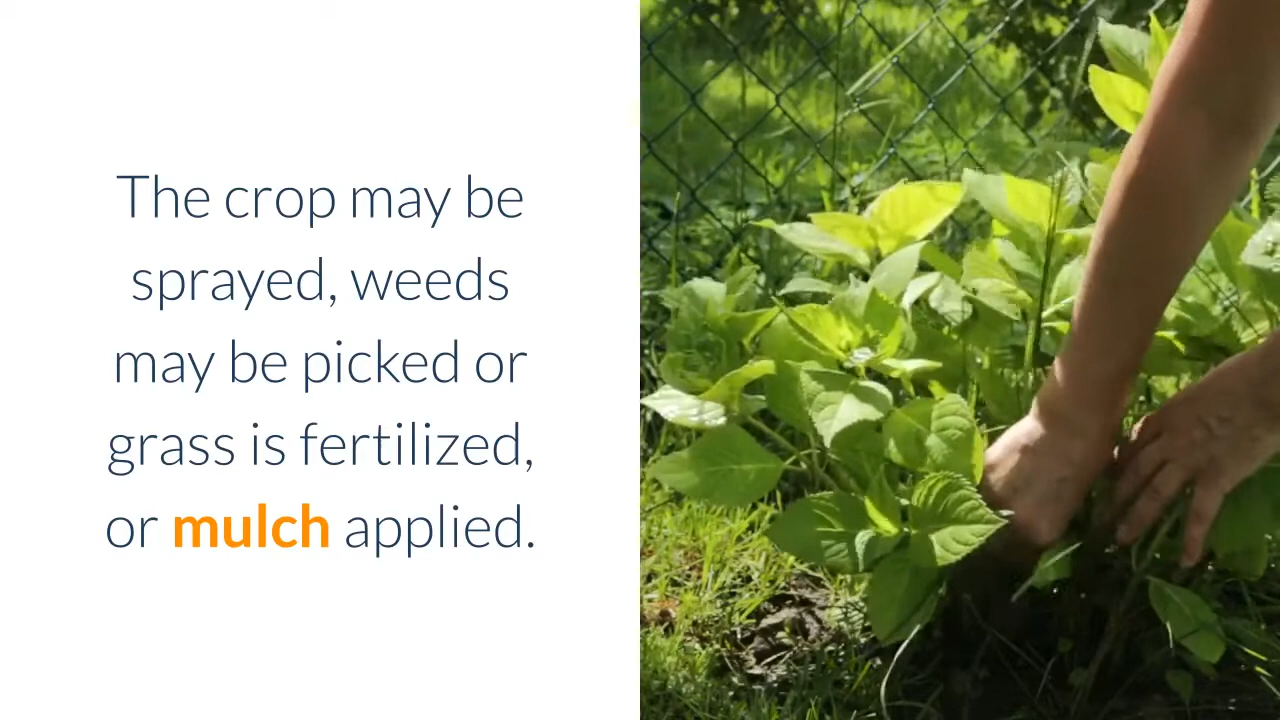 The crop may be
sprayed, weeds
may be picked or
grass is fertilized,
or mulch applied.